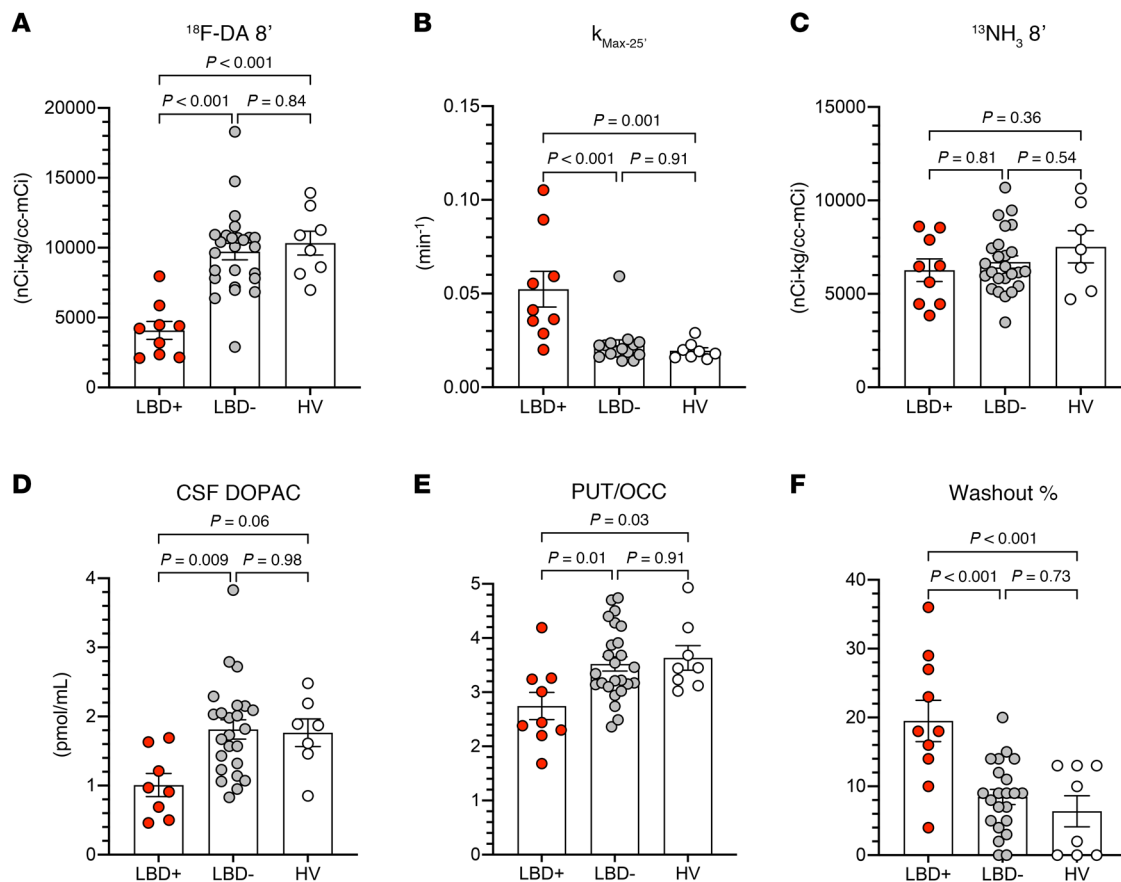 A
¹⁸F-DA 8’
P < 0.001
P < 0.001
P = 0.84
(nCi-kg/cc-mCi)
20000
15000
10000
5000
0
LBD+ LBD- HV
B
k Max-25’
P = 0.001
P < 0.001
P = 0.91
(min⁻¹)
0.15
0.10
0.05
0.00
LBD+ LBD- HV
C
¹³NH₃ 8’
P = 0.36
P = 0.81
P = 0.54
(nCi-kg/cc-mCi)
15000
10000
5000
0
LBD+ LBD- HV
D
CSF DOPAC
P = 0.06
P = 0.009
P = 0.98
(pmol/mL)
4
3
2
1
0
LBD+ LBD- HV
E
PUT/OCC
P = 0.03
P = 0.01
P = 0.91
5
4
3
2
1
0
LBD+ LBD- HV
F
Washout %
P < 0.001
P < 0.001
P = 0.73
40
30
20
10
0
LBD+ LBD- HV